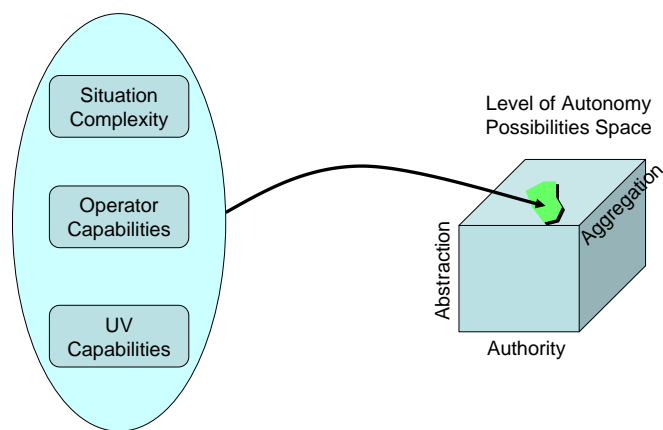 Situation
Complexity
Operator
Capabilities
UV
Capabilities
Level of Autonomy
Possibilities Space
Abstraction
Aggregation
Authority